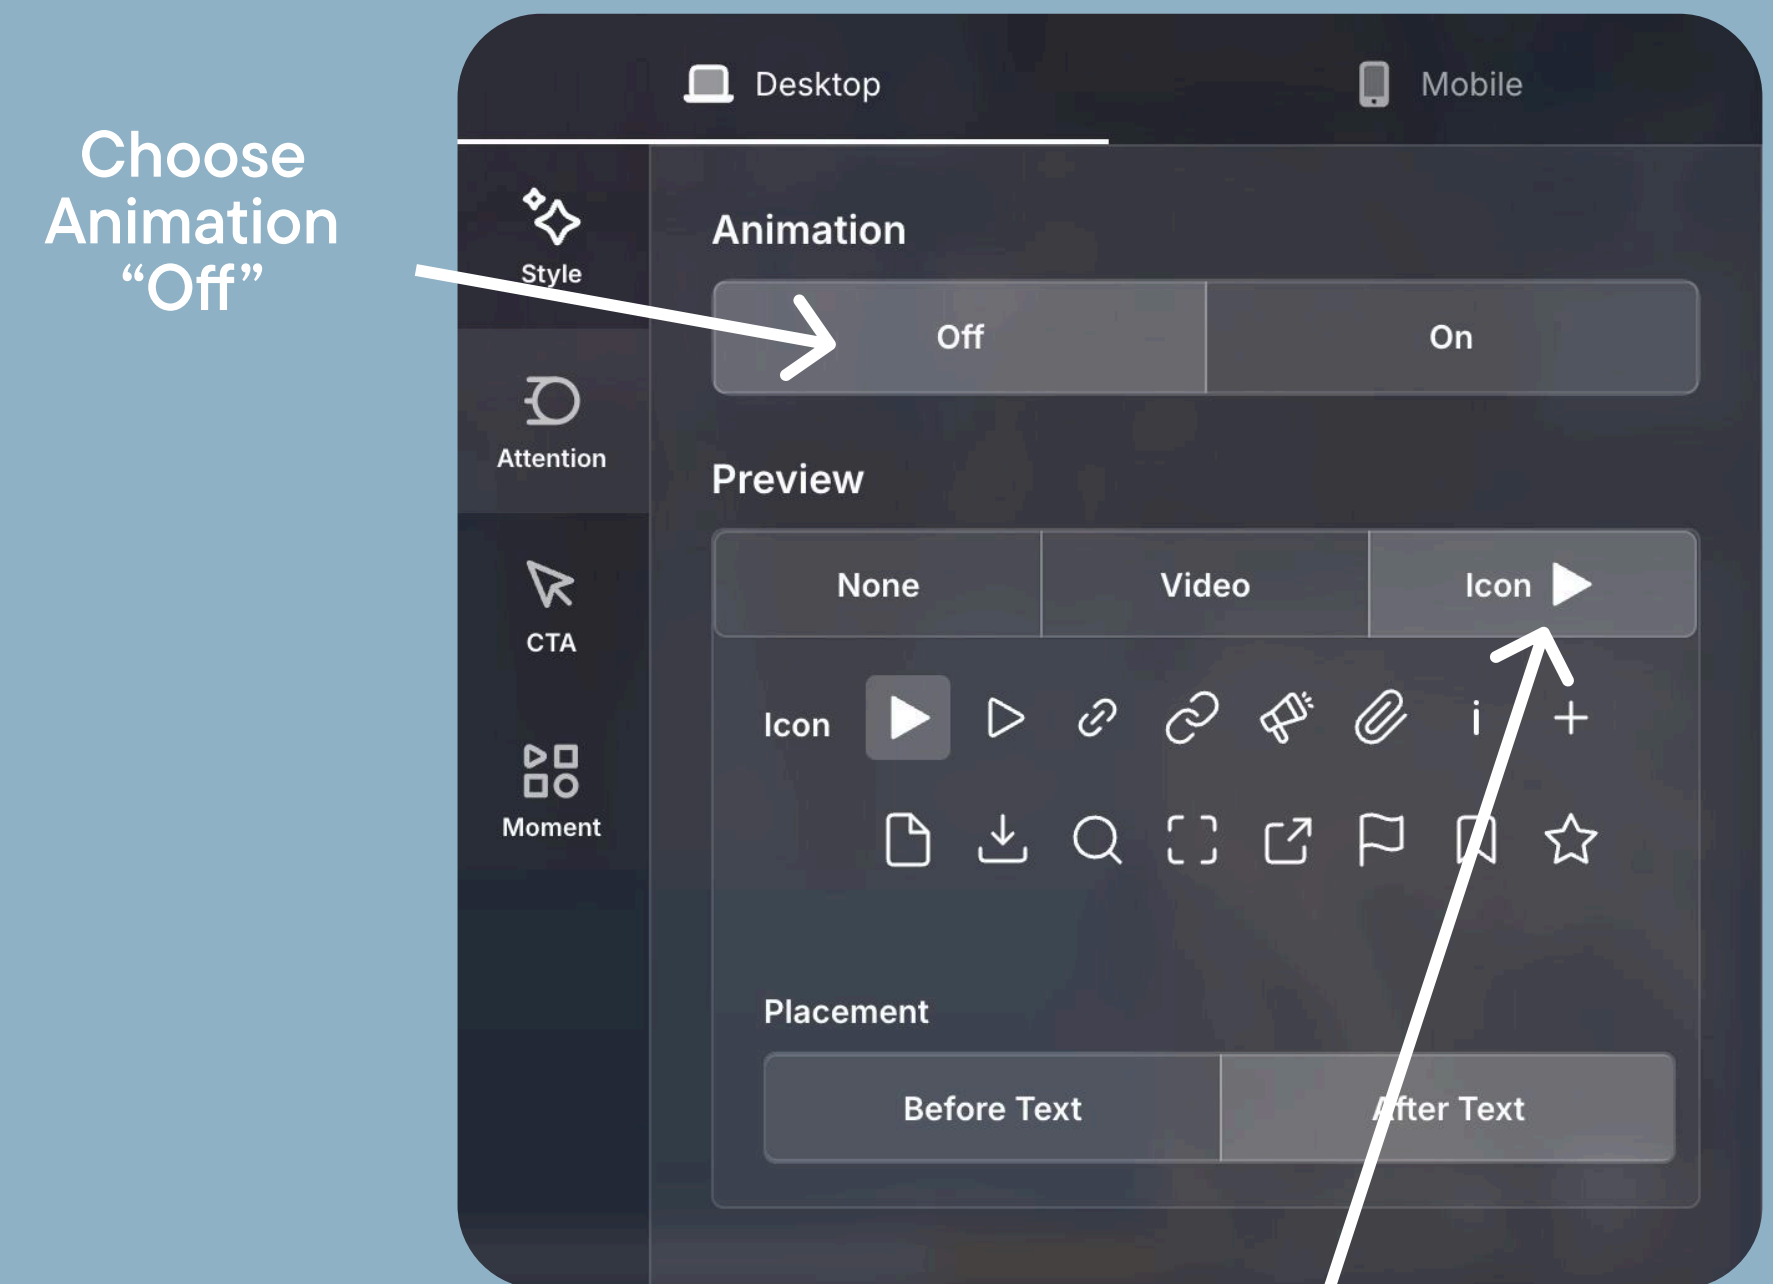 Desktop
Mobile
Choose
Animation
“Off”
Style
Attention
CTA
Moment
Animation
Off
On
Preview
None
Video
Icon
Icon
Placement
Before Text
After Text